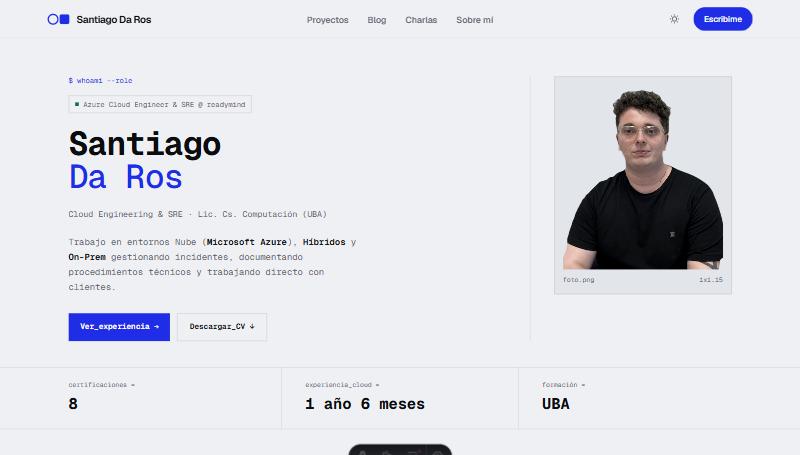 Santiago Da Ros
Proyectos
Blog
Charlas
Sobre mí
Escribime
$ whoami --role
Azure Cloud Engineer & SRE @ readymind
Santiago
Da Ros
Cloud Engineering & SRE · Lic. Cs. Computación (UBA)
Trabajo en entornos Nube (Microsoft Azure), Híbridos y
On-Prem gestionando incidentes, documentando
procedimientos técnicos y trabajando directo con
clientes.
Ver_experiencia →
Descargar_CV ↓
foto.png
1x1.15
certificaciones =
8
experiencia_cloud =
1 año 6 meses
formación =
UBA